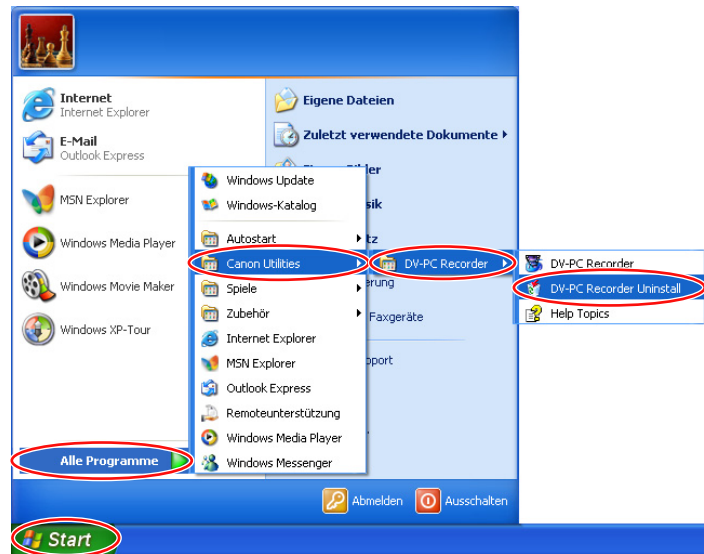 Internet
Internet Explorer
E-Mail
Outlook Express
MSN Explorer
Windows Media Player
Windows Movie Maker
Windows XP-Tour
Alle Programme
Eigene Dateien
Zuletzt verwendete Dokumente
Faxgeräte
Windows Update
Windows-Katalog
Autostart
Canon Utilities
Spiele
Zubehör
Internet Explorer
MSN Explorer
Outlook Express
Remoteunterstützung
Windows Media Player
Windows Messenger
DV-PC Recorder
DV-PC Recorder
DV-PC Recorder Uninstall
Help Topics
Abmelden
Ausschalten
Start